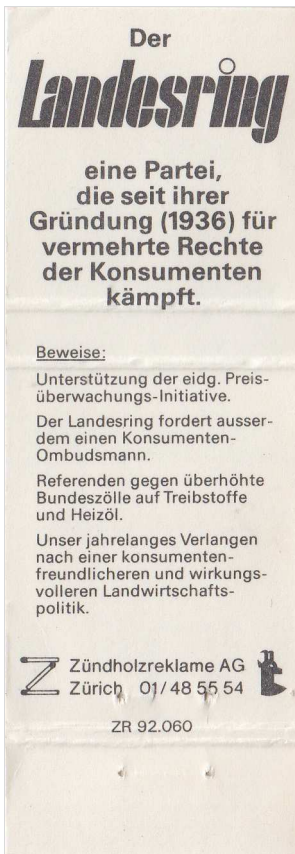 Der
Landesring
eine Partei,
die seit ihrer
Gründung (1936) für
vermehrte Rechte
der Konsumenten
kämpft.
Beweise:
Unterstützung der eidg. Preis-
überwachungs-Initiative.
Der Landesring fordert ausser-
dem einen Konsumenten-
Ombudsmann.
Referenden gegen überhöhte
Bundeszölle auf Treibstoffe
und Heizöl.
Unser jahrelanges Verlangen
nach einer konsumenten-
freundlicheren und wirkungs-
volleren Landwirtschafts-
politik.
Zündholzreklame AG
Zürich 01/48 55 54
ZR 92.060